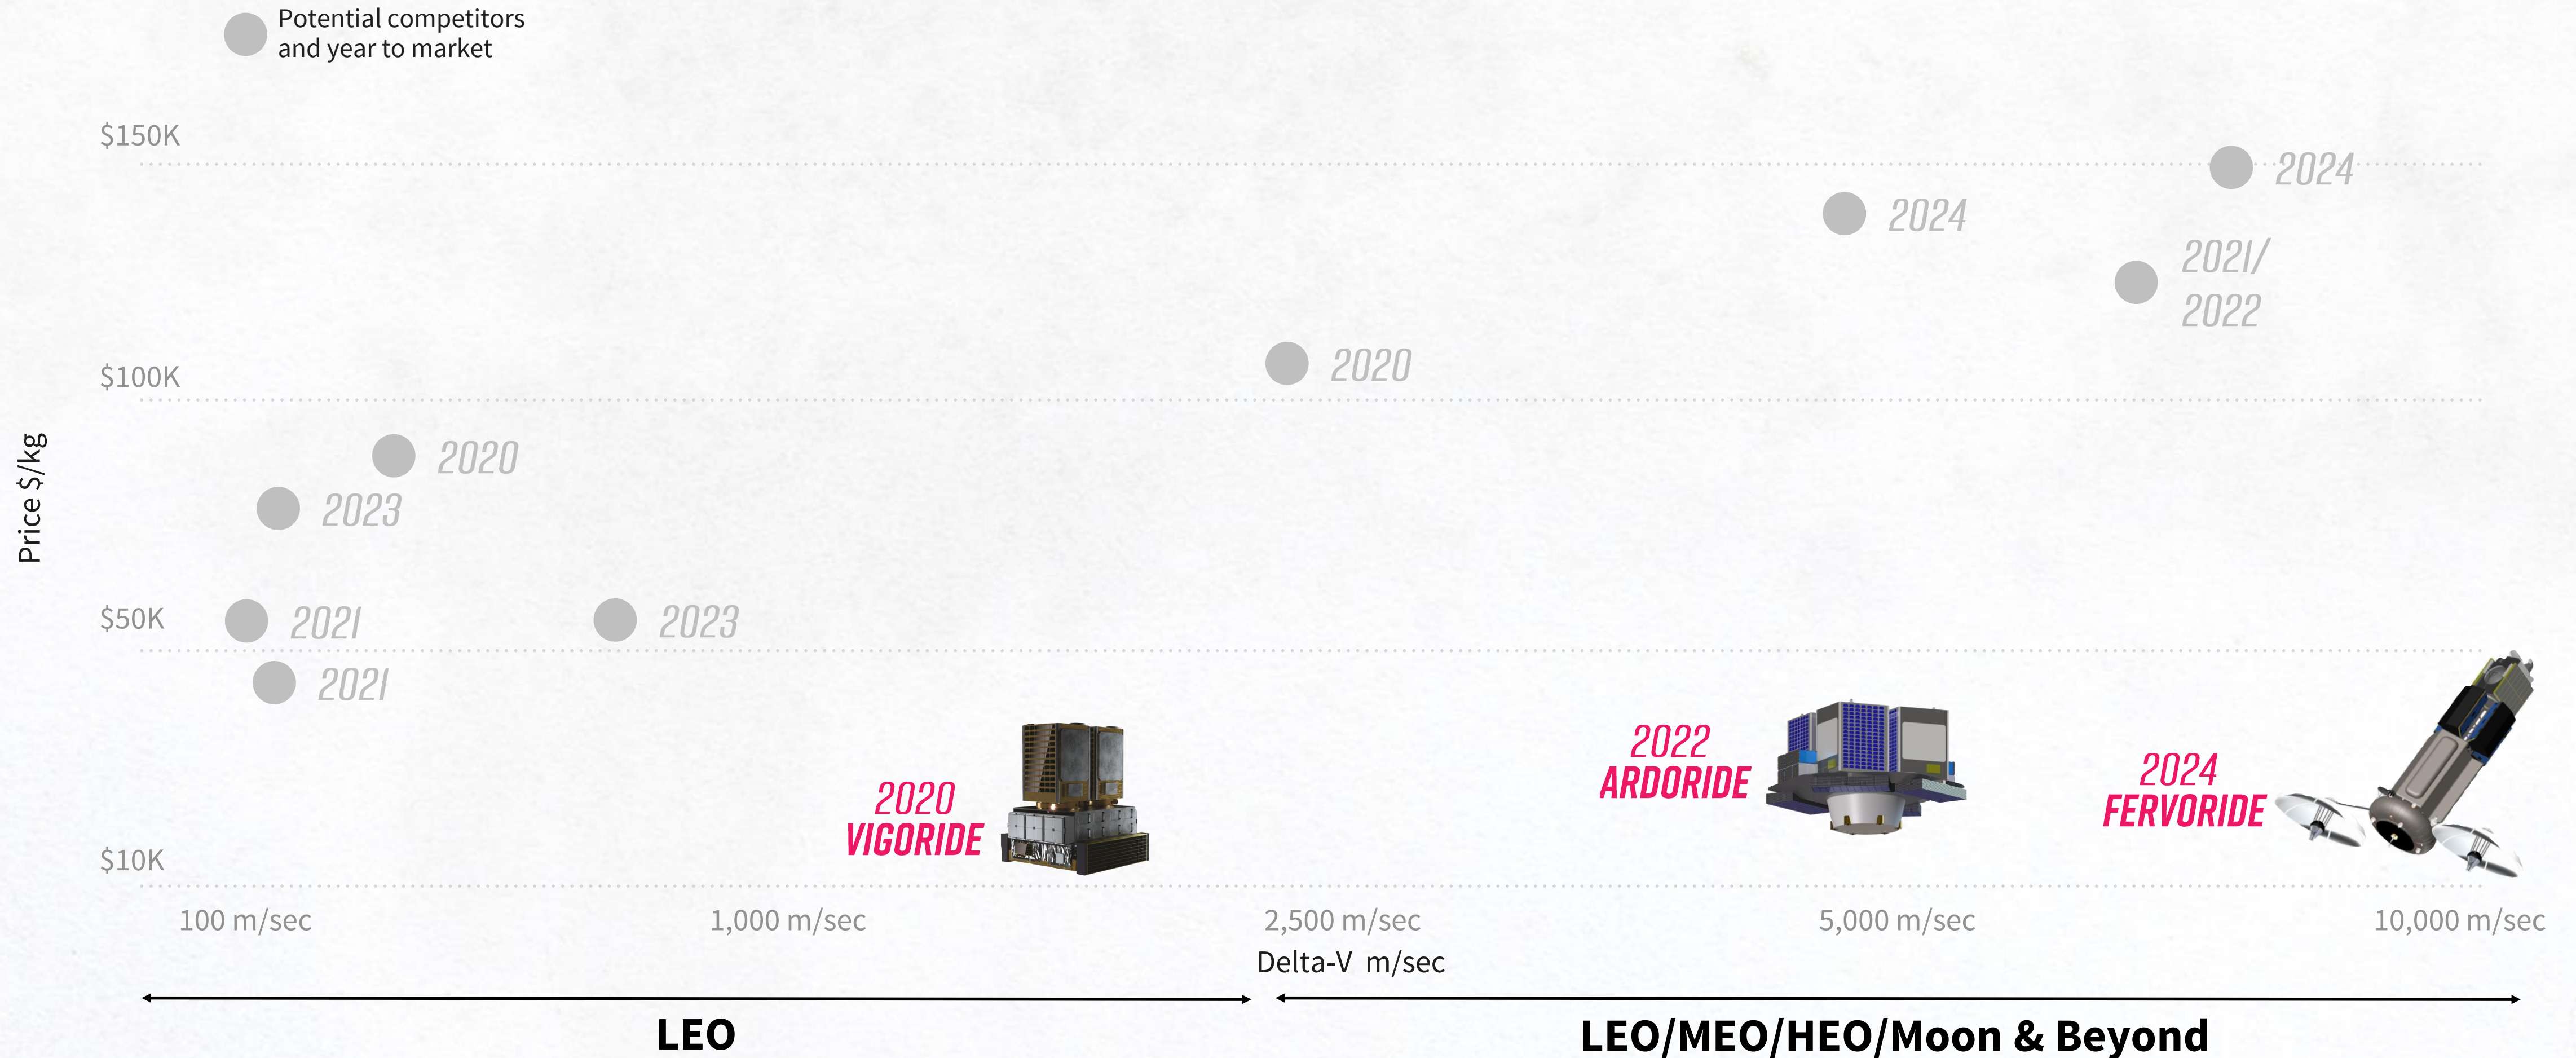 Potential competitors
and year to market
$150K
2024
2024
2021/
2022
$100K
2020
Price $/kg
2020
2023
$50K
2021
2023
2021
2022
ARDORIDE
2024
FERVORIDE
2020
VIGORIDE
$10K
100 m/sec
1,000 m/sec
2,500 m/sec
5,000 m/sec
10,000 m/sec
Delta-V m/sec
LEO
LEO/MEO/HEO/Moon & Beyond